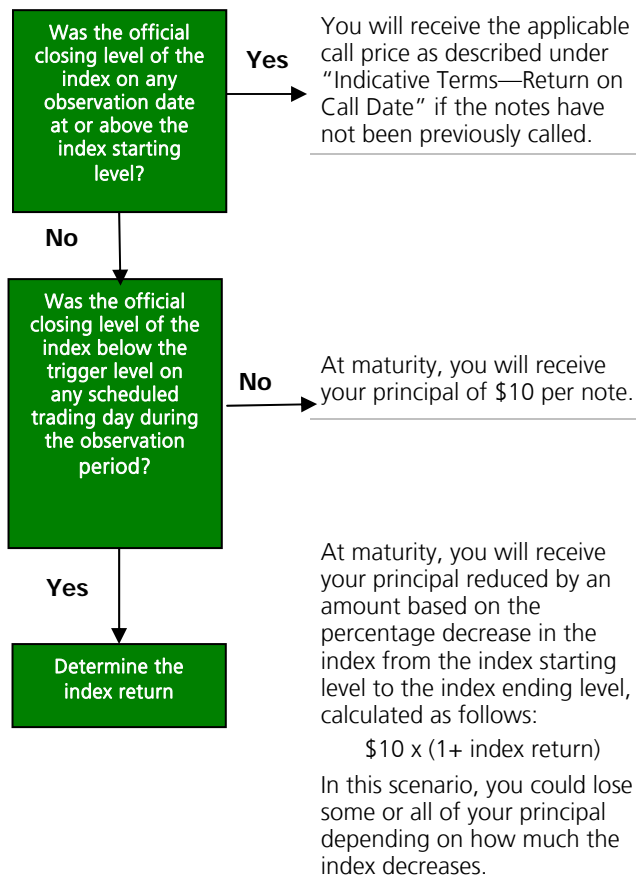 Was the official
closing level of the
index on any
observation date
at or above the
index starting
level?
Yes
You will receive the applicable
call price as described under
“Indicative Terms—Return on
Call Date” if the notes have
not been previously called.
No
Was the official
closing level of the
index below the
trigger level on
any scheduled
trading day during
the observation
period?
No
At maturity, you will receive
your principal of $10 per note.
Yes
Determine the
index return
At maturity, you will receive
your principal reduced by an
amount based on the
percentage decrease in the
index from the index starting
level to the index ending level,
calculated as follows:
$10 x (1+ index return)
In this scenario, you could lose
some or all of your principal
depending on how much the
index decreases.